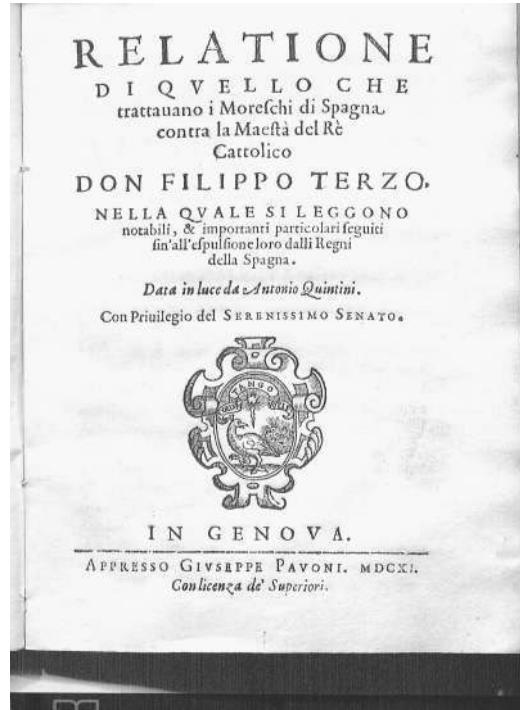 RELATIONE
DI QVELLO CHE
trattauano i Moreſchi di Spagna
contra la Maeſtà del Rè
Cattolico
DON FILIPPO TERZO.
NELLA QVALE SI LEGGONO
notabili, & importanti particolari ſeguiti
ſin'all'eſpulſione loro dalli Regni
della Spagna.
Data in luce da Antonio Quintini.
Con Priuilegio del SERENISSIMO SENATO.
TANGO
IN GENOVA.
APPRESSO GIVSEPPE PAVONI. MDCXI.
Con licenza de' Superiori.